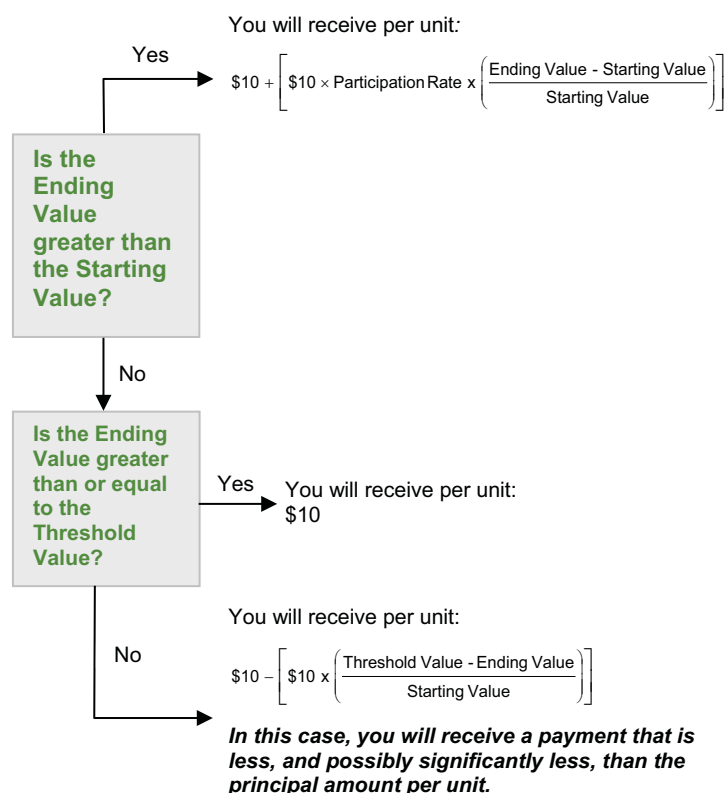 You will receive per unit:
Yes
$10 + [ $10 × Participation Rate x ( Ending Value - Starting Value / Starting Value ) ]
Is the
Ending
Value
greater than
the Starting
Value?
No
Is the Ending
Value greater
than or equal
to the
Threshold
Value?
Yes
You will receive per unit:
$10
You will receive per unit:
No
$10 – [ $10 x ( Threshold Value - Ending Value / Starting Value ) ]
In this case, you will receive a payment that is
less, and possibly significantly less, than the
principal amount per unit.